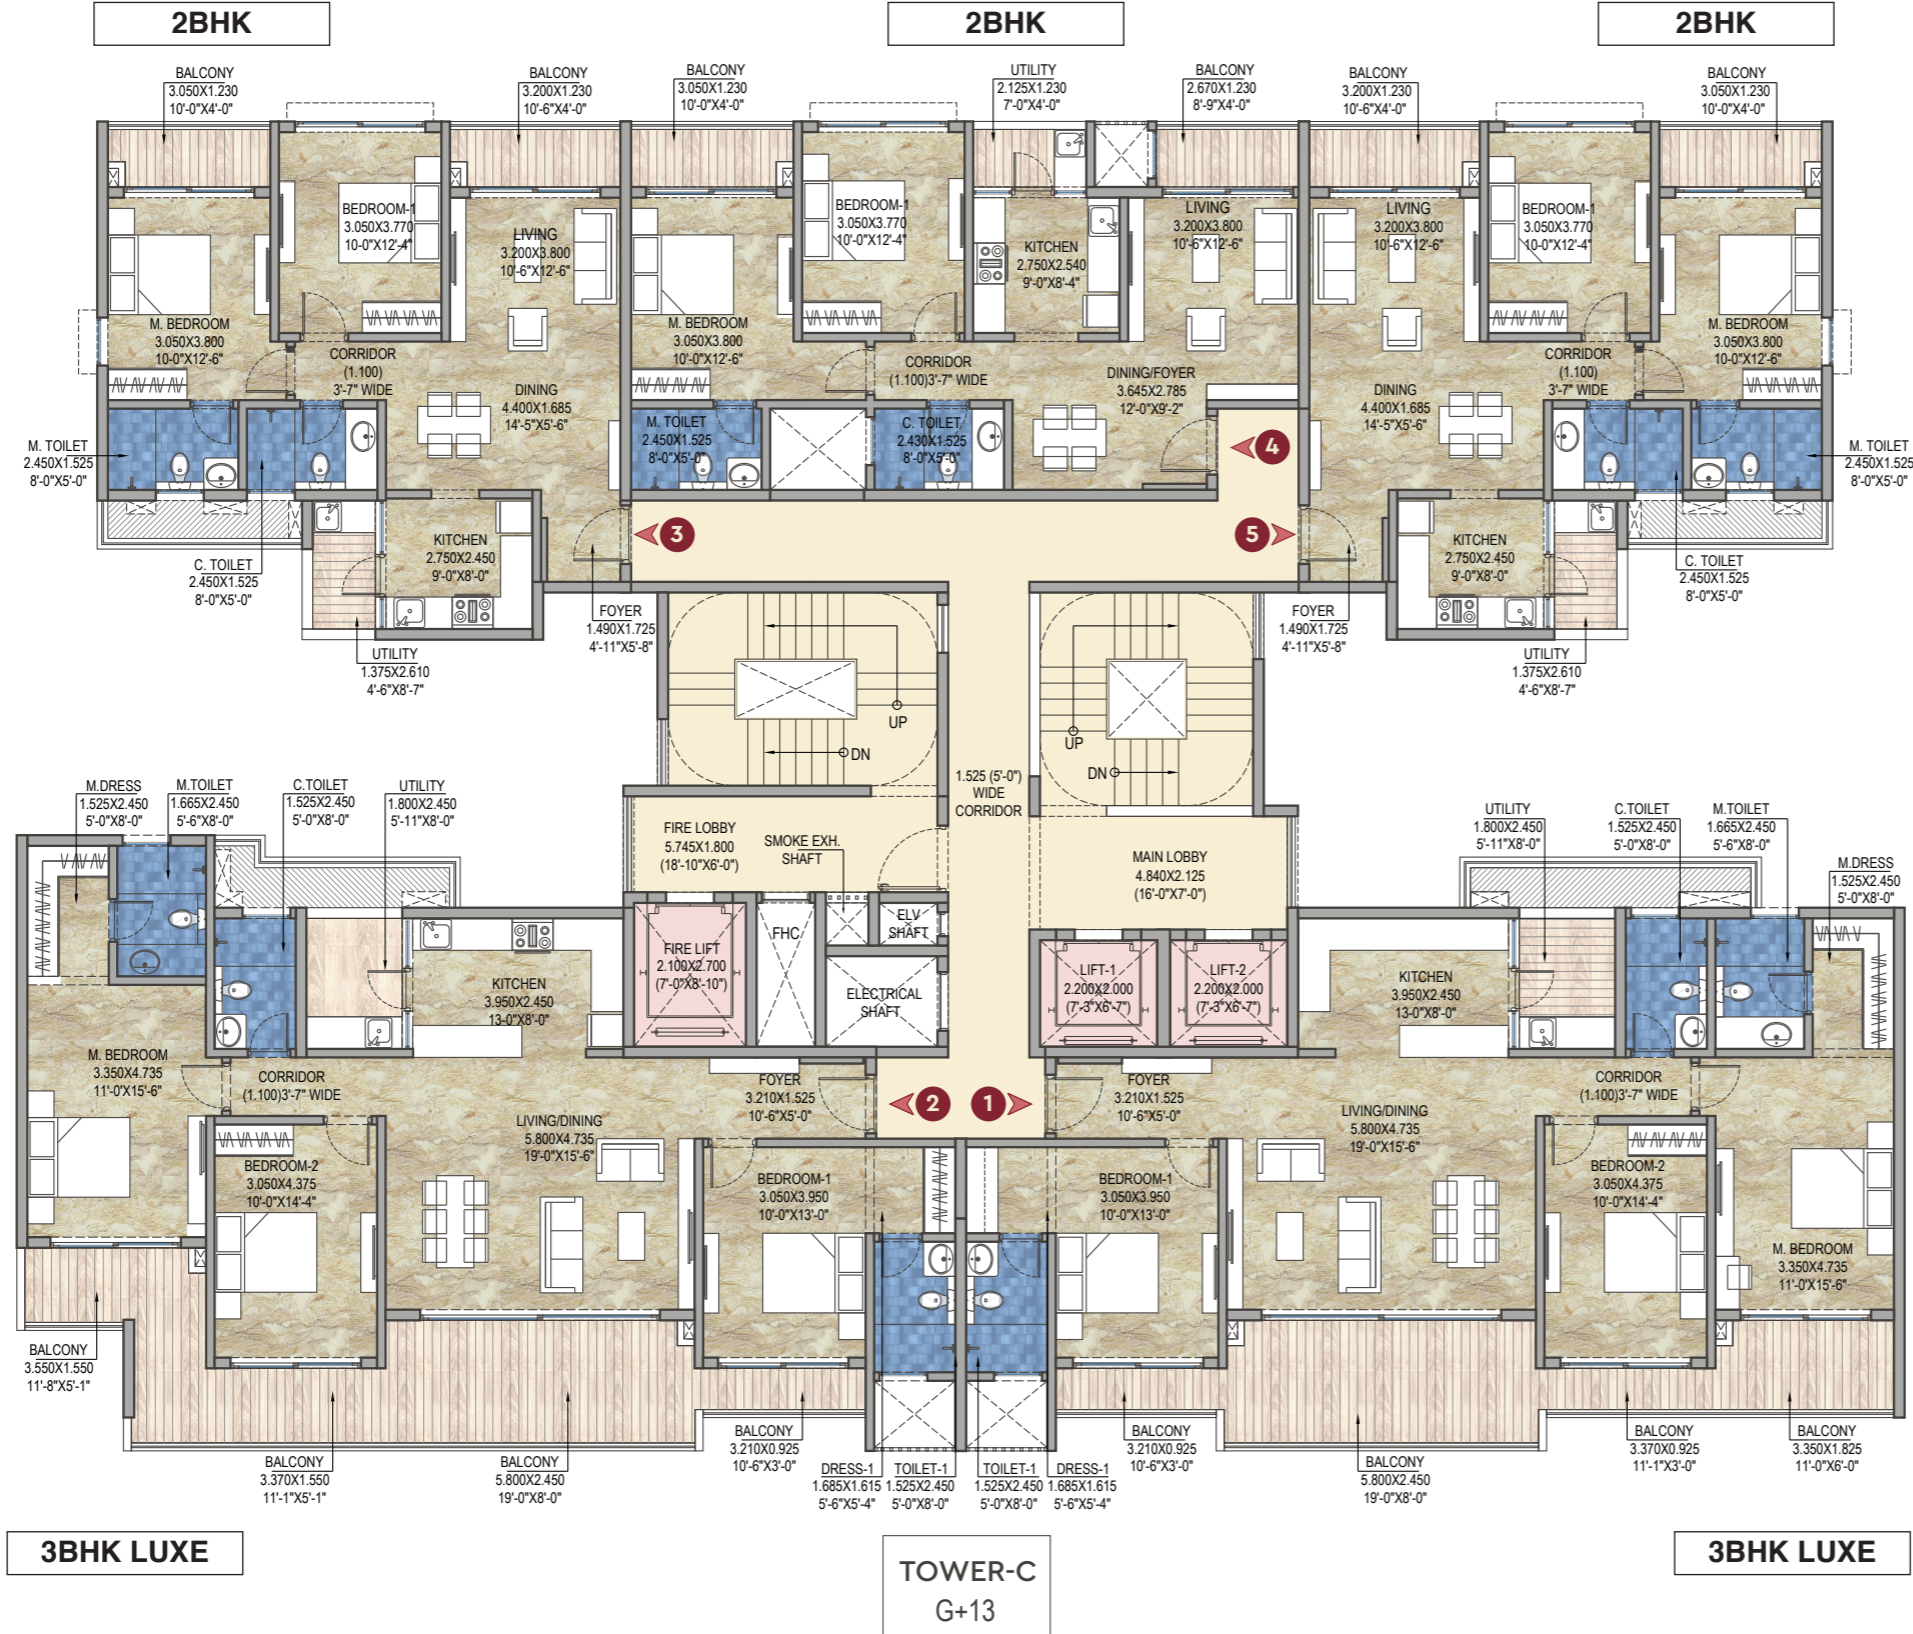 2BHK
2BHK
2BHK
BALCONY
3.050X1.230
10'-0"X4'-0"
BALCONY
3.200X1.230
10'-6"X4'-0"
BALCONY
3.050X1.230
10'-0"X4'-0"
UTILITY
2.125X1.230
7'-0"X4'-0"
BALCONY
2.670X1.230
8'-9"X4'-0"
BALCONY
3.200X1.230
10'-6"X4'-0"
BALCONY
3.050X1.230
10'-0"X4'-0"
BEDROOM-1
3.050X3.770
10-0"X12'-4"
LIVING
3.200X3.800
10'-6"X12'-6"
BEDROOM-1
3.050X3.770
10'-0"X12'-4"
KITCHEN
2.750X2.540
9'-0"X8'-4"
LIVING
3.200X3.800
10'-6"X12'-6"
LIVING
3.200X3.800
10'-6"X12'-6"
BEDROOM-1
3.050X3.770
10-0"X12'-4"
M. BEDROOM
3.050X3.800
10-0"X12'-6"
CORRIDOR
(1.100)
3'-7" WIDE
M. BEDROOM
3.050X3.800
10'-0"X12'-6"
CORRIDOR
(1.100)3'-7" WIDE
DINING/FOYER
3.645X2.785
12'-0"X9'-2"
CORRIDOR
(1.100)
3'-7" WIDE
M. BEDROOM
3.050X3.800
10-0"X12'-6"
DINING
4.400X1.685
14'-5"X5'-6"
DINING
4.400X1.685
14'-5"X5'-6"
M. TOILET
2.450X1.525
8'-0"X5'-0"
M. TOILET
2.450X1.525
8'-0"X5'-0"
C. TOILET
2.430X1.525
8'-0"X5'-0"
4
M. TOILET
2.450X1.525
8'-0"X5'-0"
3
5
KITCHEN
2.750X2.450
9'-0"X8'-0"
KITCHEN
2.750X2.450
9'-0"X8'-0"
C. TOILET
2.450X1.525
8'-0"X5'-0"
C. TOILET
2.450X1.525
8'-0"X5'-0"
FOYER
1.490X1.725
4'-11"X5'-8"
FOYER
1.490X1.725
4'-11"X5'-8"
UTILITY
1.375X2.610
4'-6"X8'-7"
UTILITY
1.375X2.610
4'-6"X8'-7"
UP
DN
UP
DN
1.525 (5'-0")
WIDE
CORRIDOR
M.DRESS
1.525X2.450
5'-0"X8'-0"
M.TOILET
1.665X2.450
5'-6"X8'-0"
C.TOILET
1.525X2.450
5'-0"X8'-0"
UTILITY
1.800X2.450
5'-11"X8'-0"
FIRE LOBBY
5.745X1.800
(18'-10"X6'-0")
SMOKE EXH.
SHAFT
MAIN LOBBY
4.840X2.125
(16'-0"X7'-0")
UTILITY
1.800X2.450
5'-11"X8'-0"
C.TOILET
1.525X2.450
5'-0"X8'-0"
M.TOILET
1.665X2.450
5'-6"X8'-0"
M.DRESS
1.525X2.450
5'-0"X8'-0"
KITCHEN
3.950X2.450
13-0"X8'-0"
FIRE LIFT
2.100X2.700
(7'-0"X8'-10")
FHC
ELV
SHAFT
ELECTRICAL
SHAFT
LIFT-1
2.200X2.000
(7'-3"X6'-7")
LIFT-2
2.200X2.000
(7'-3"X6'-7")
KITCHEN
3.950X2.450
13-0"X8'-0"
M. BEDROOM
3.350X4.735
11'-0"X15'-6"
CORRIDOR
(1.100)3'-7" WIDE
FOYER
3.210X1.525
10'-6"X5'-0"
2
1
FOYER
3.210X1.525
10'-6"X5'-0"
CORRIDOR
(1.100)3'-7" WIDE
LIVING/DINING
5.800X4.735
19'-0"X15'-6"
LIVING/DINING
5.800X4.735
19'-0"X15'-6"
BEDROOM-2
3.050X4.375
10'-0"X14'-4"
BEDROOM-1
3.050X3.950
10'-0"X13'-0"
BEDROOM-1
3.050X3.950
10'-0"X13'-0"
BEDROOM-2
3.050X4.375
10'-0"X14'-4"
M. BEDROOM
3.350X4.735
11'-0"X15'-6"
BALCONY
3.550X1.550
11'-8"X5'-1"
BALCONY
3.370X1.550
11'-1"X5'-1"
BALCONY
5.800X2.450
19'-0"X8'-0"
BALCONY
3.210X0.925
10'-6"X3'-0"
DRESS-1
1.685X1.615
5'-6"X5'-4"
TOILET-1
1.525X2.450
5'-0"X8'-0"
TOILET-1
1.525X2.450
5'-0"X8'-0"
DRESS-1
1.685X1.615
5'-6"X5'-4"
BALCONY
3.210X0.925
10'-6"X3'-0"
BALCONY
5.800X2.450
19'-0"X8'-0"
BALCONY
3.370X0.925
11'-1"X3'-0"
BALCONY
3.350X1.825
11'-0"X6'-0"
3BHK LUXE
3BHK LUXE
TOWER-C
G+13